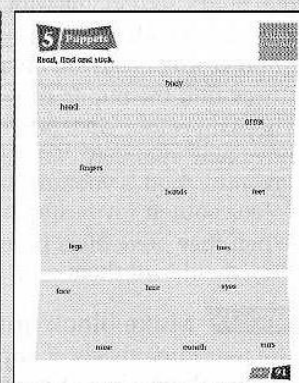 5 Puppets
Read, find and stick.
body
head
arms
fingers
hands feet
legs toes
face hair eyes
nose mouth ears
91